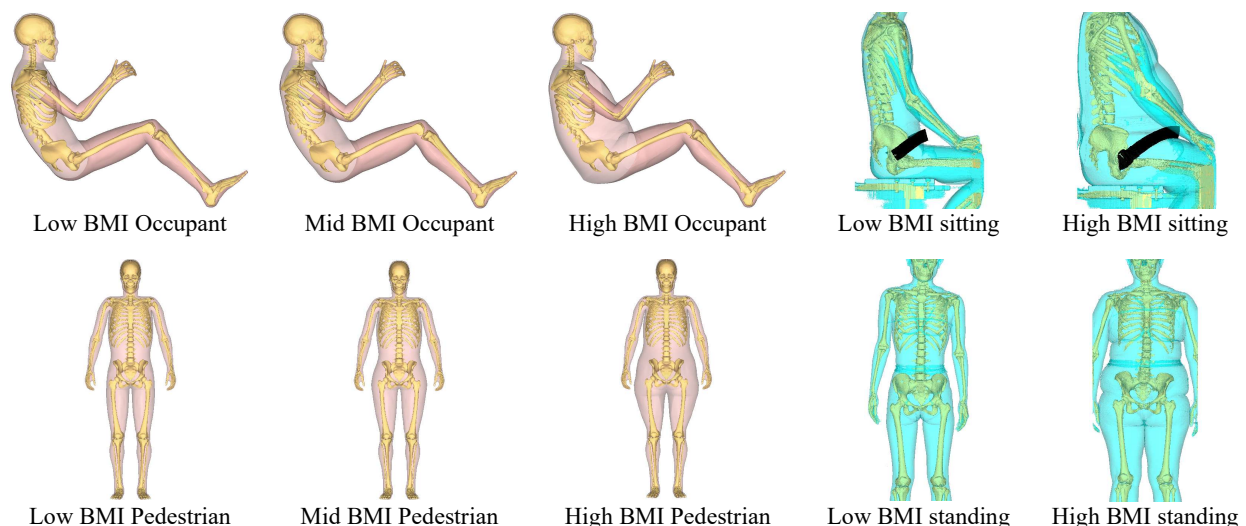 Low BMI Occupant
Mid BMI Occupant
High BMI Occupant
Low BMI sitting
High BMI sitting
Low BMI Pedestrian
Mid BMI Pedestrian
High BMI Pedestrian
Low BMI standing
High BMI standing